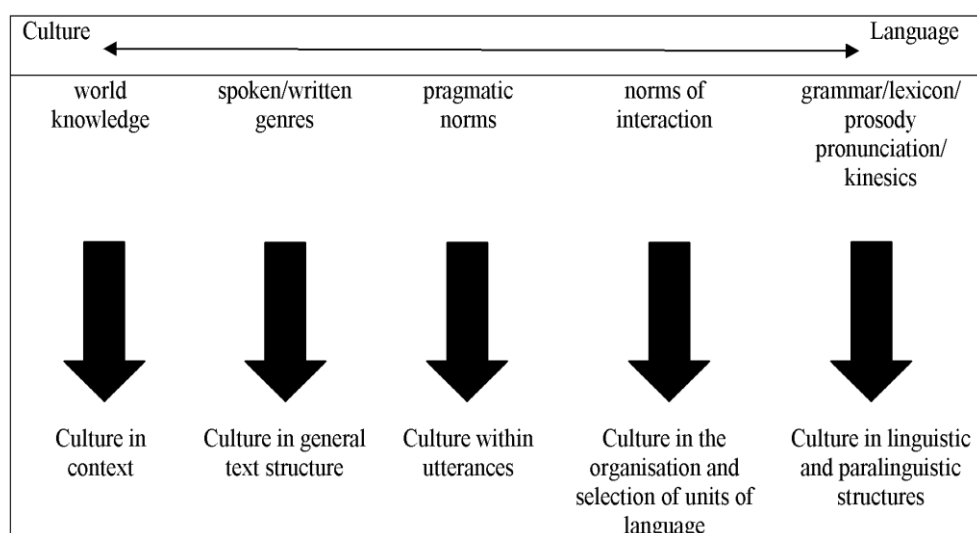 Culture Language
world knowledge
spoken/written genres
pragmatic norms
norms of interaction
grammar/lexicon/
prosody
pronunciation/
kinesics
Culture in context
Culture in general text structure
Culture within utterances
Culture in the organisation and selection of units of language
Culture in linguistic and paralinguistic structures